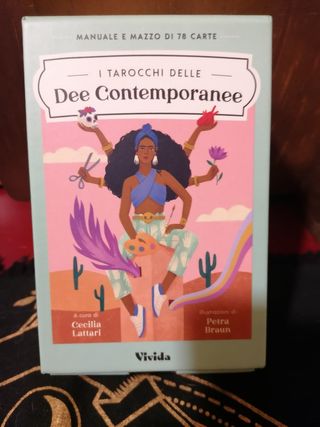 MANUALE E MAZZO DI 78 CARTE
I TAROCCHI DELLE
Dee Contemporanee
A cura di
Cecilia
Lattari
Illustrazioni di
Petra
Braun
Vivida